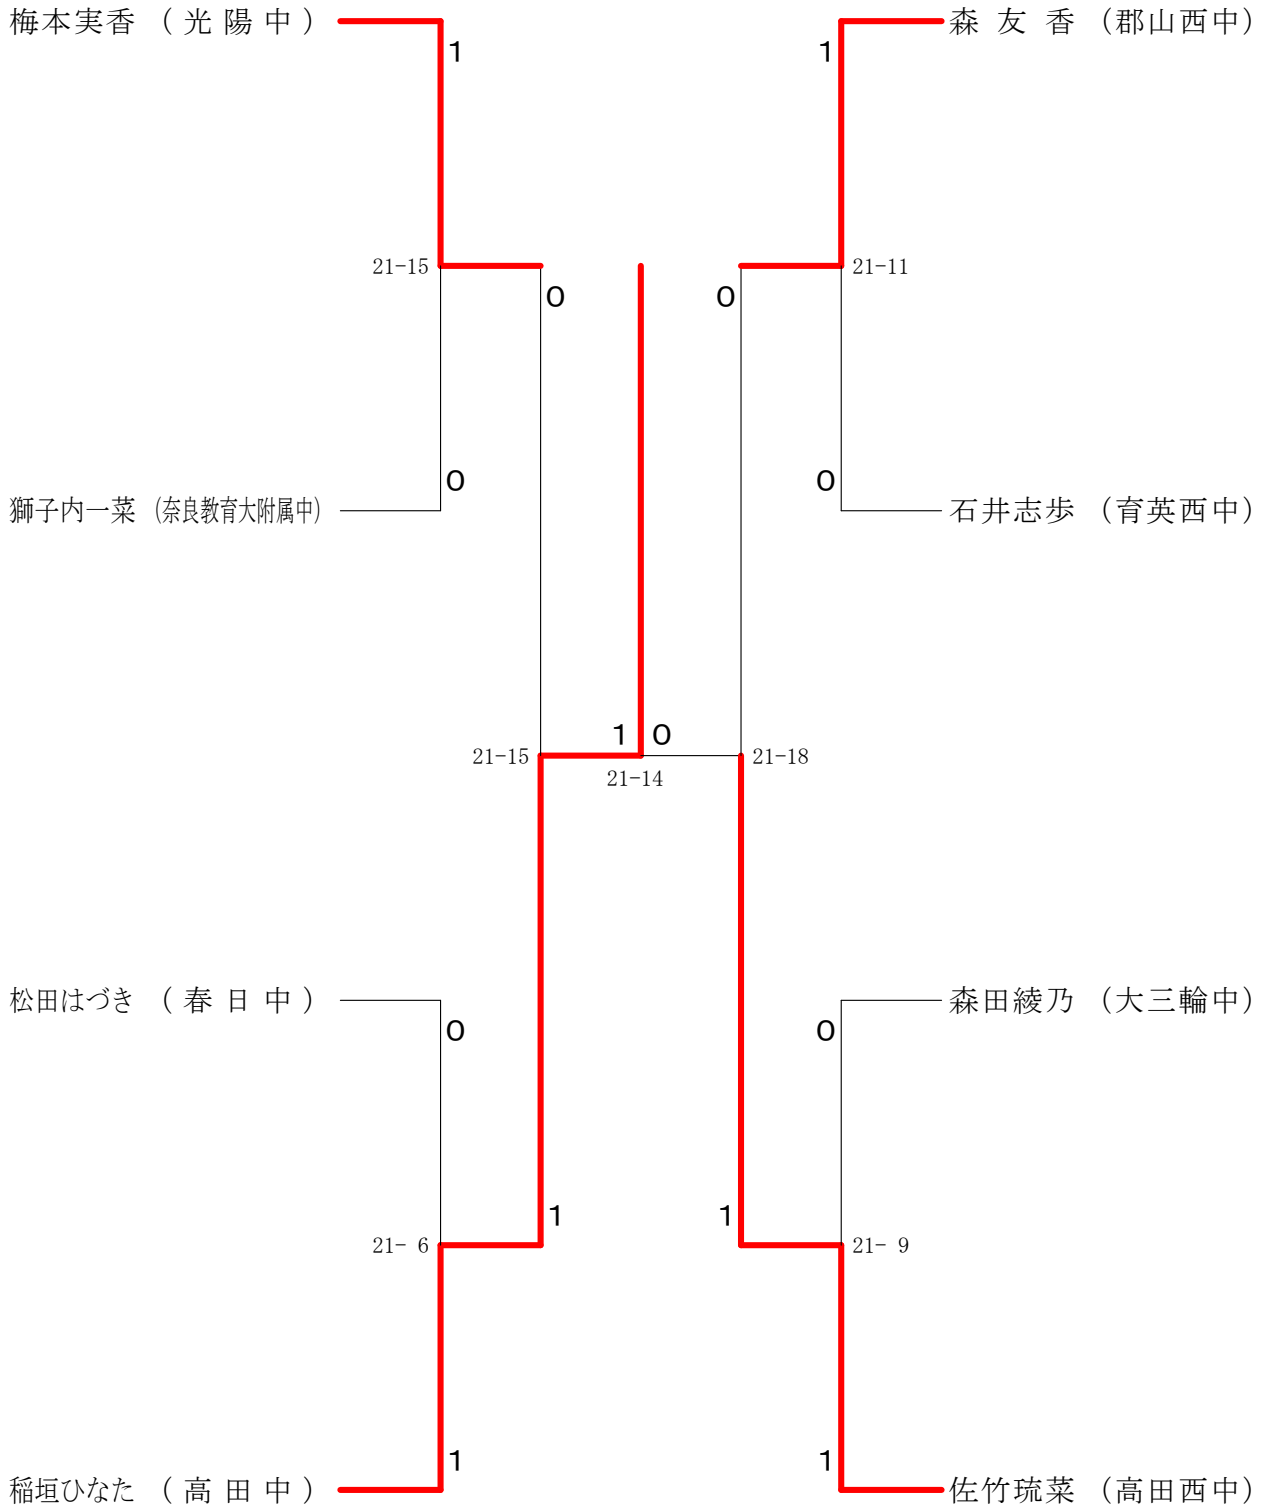 梅本実香 （光陽中） 森友香 （郡山西中）
1 1
21-15 21-11
0 0
0 0
獅子内一菜 （奈良教育大附属中） 石井志歩 （育英西中）
1 0
21-15 21-18
21-14
松田はづき （春日中） 森田綾乃 （大三輪中）
0 0
1 1
21- 6 21- 9
1 1
稲垣ひなた （高田中） 佐竹琉菜 （高田西中）